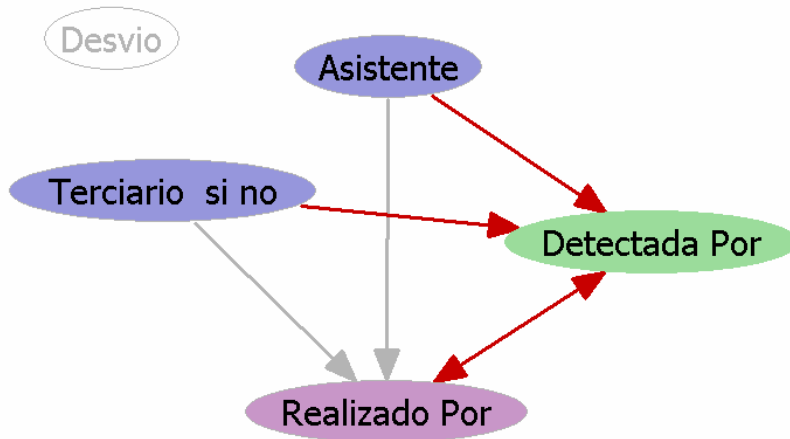 Desvio
Asistente
Terciario si no
Detectada Por
Realizado Por